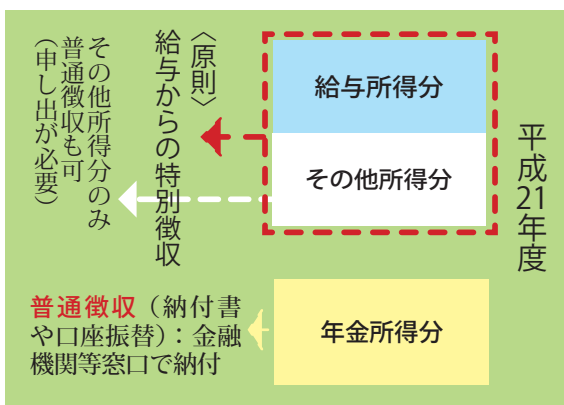 平成21年度
給与所得分
その他所得分
〈原則〉
給与からの特別徴収
その他所得分のみ
普通徴収も可
（申し出が必要）
年金所得分
普通徴収（納付書
や口座振替）：金融
機関等窓口で納付